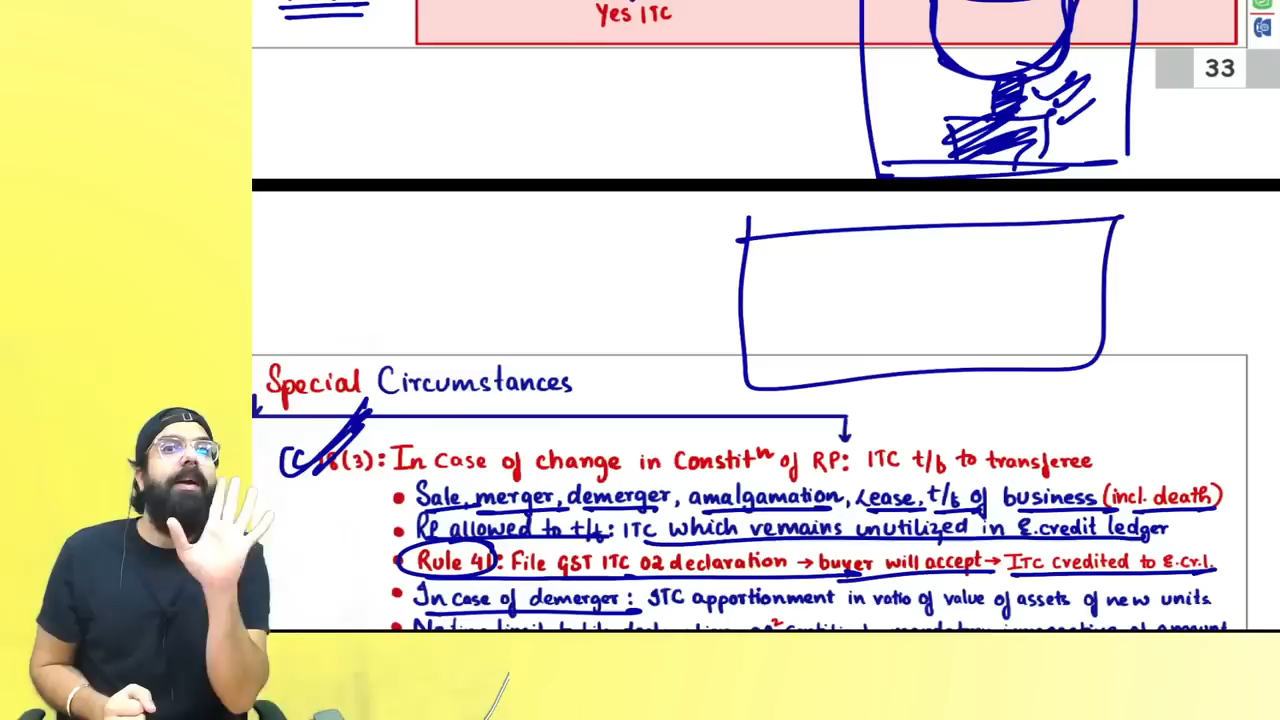 Yes ITC
33
Special Circumstances
18(3): In case of change in Constitⁿ of RP: ITC t/f to transferee
• Sale, merger, demerger, amalgamation, Lease, t/f of business (incl. death)
• RP allowed to t/f: ITC which remains unutilized in E.credit ledger
• Rule 41: File GST ITC 02 declaration → buyer will accept → ITC credited to E.cr.l.
• In case of demerger: ITC apportionment in ratio of value of assets of new units.